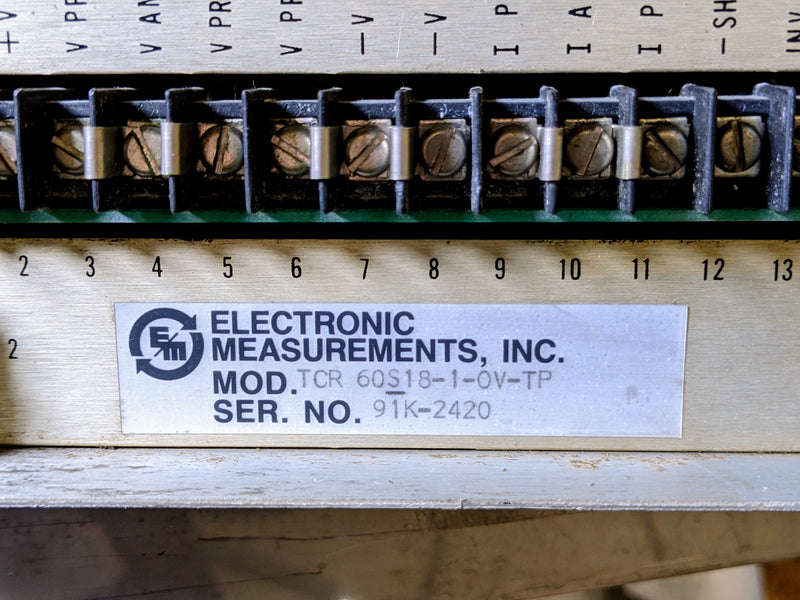 +V
V PR
V AM
V PR
V PR
−V
−V
I P
I A
I P
−SH
INV
2 3 4 5 6 7 8 9 10 11 12 13
2
E/M
ELECTRONIC
MEASUREMENTS, INC.
MOD. TCR 60S18-1-OV-TP
SER. NO. 91K-2420